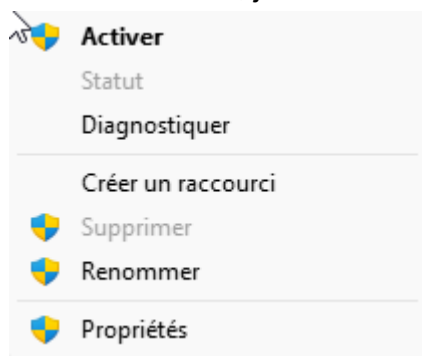 Activer
Statut
Diagnostiquer
Créer un raccourci
Supprimer
Renommer
Propriétés